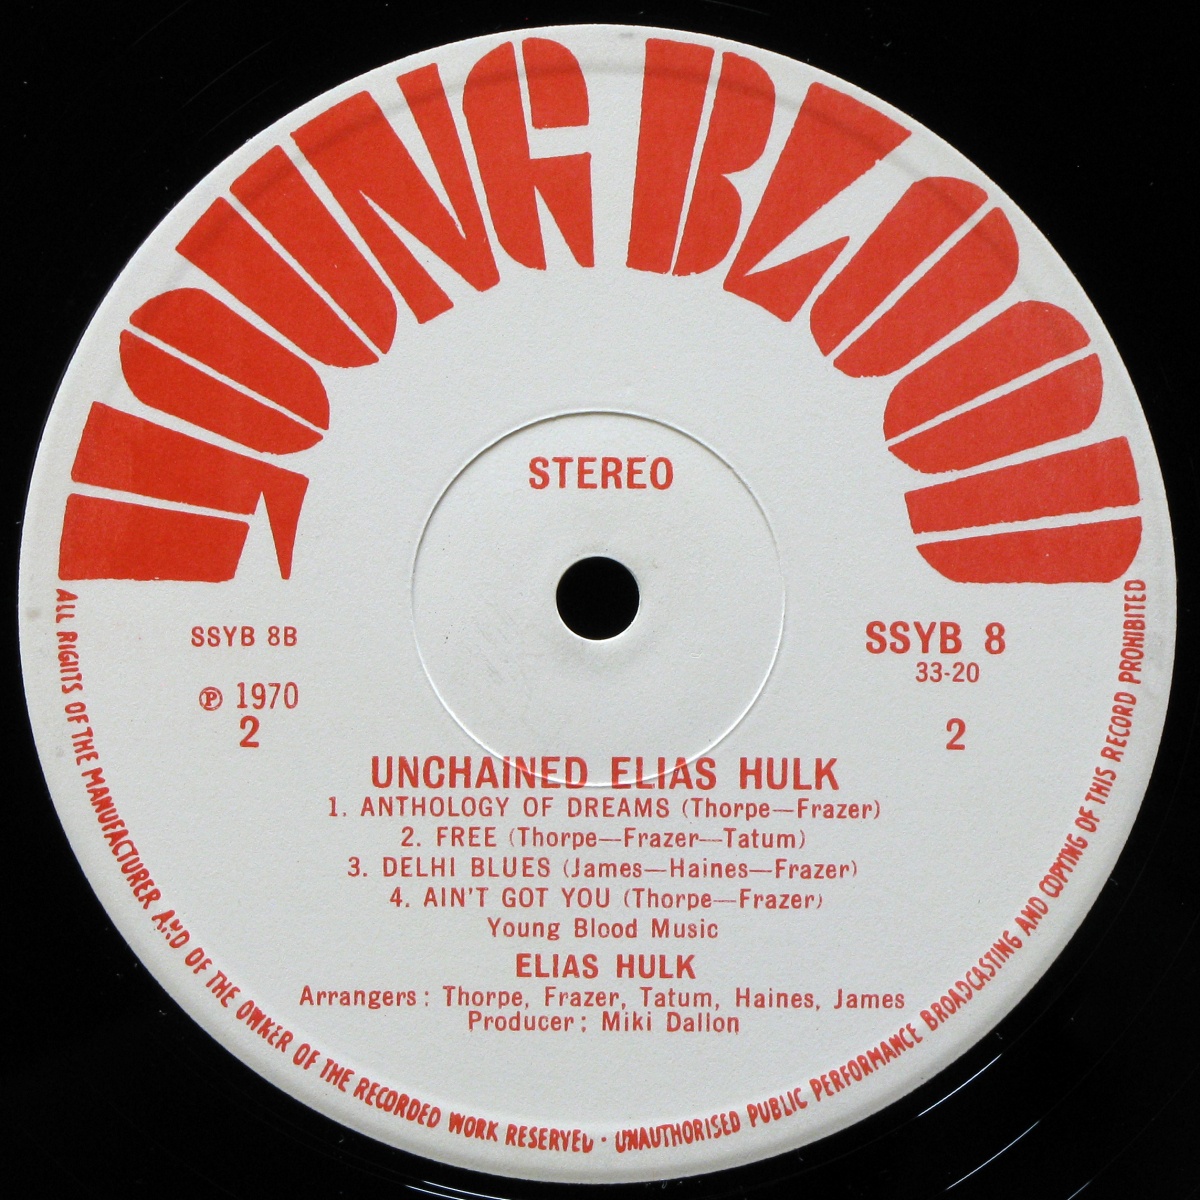 YOUNG BLOOD
STEREO
SSYB 8B
℗ 1970
2
SSYB 8
33-20
2
UNCHAINED ELIAS HULK
1. ANTHOLOGY OF DREAMS (Thorpe—Frazer)
2. FREE (Thorpe—Frazer—Tatum)
3. DELHI BLUES (James—Haines—Frazer)
4. AIN'T GOT YOU (Thorpe—Frazer)
Young Blood Music
ELIAS HULK
Arrangers: Thorpe, Frazer, Tatum, Haines, James
Producer: Miki Dallon
ALL RIGHTS OF THE MANUFACTURER AND OF THE OWNER OF THE RECORDED WORK RESERVED · UNAUTHORISED PUBLIC PERFORMANCE BROADCASTING AND COPYING OF THIS RECORD PROHIBITED